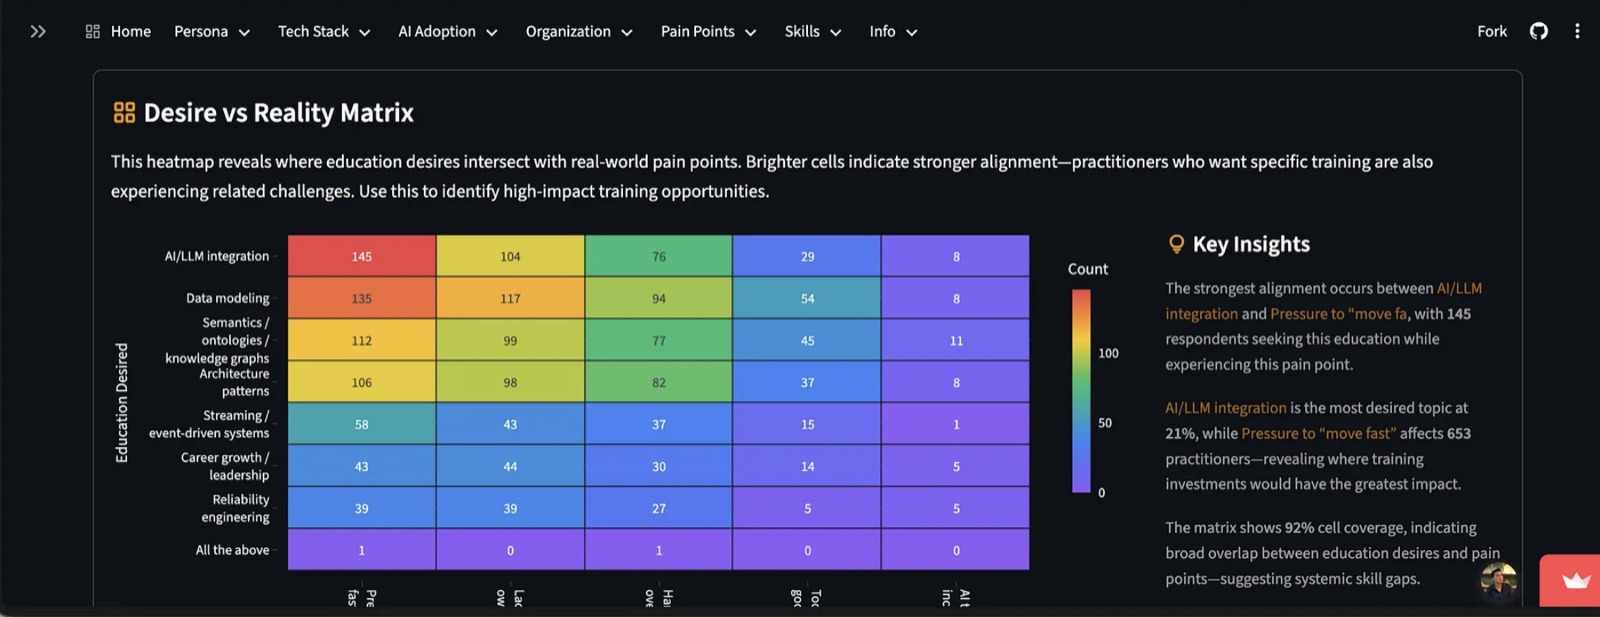 Home Persona Tech Stack AI Adoption Organization Pain Points Skills Info Fork
Desire vs Reality Matrix
This heatmap reveals where education desires intersect with real-world pain points. Brighter cells indicate stronger alignment—practitioners who want specific training are also
experiencing related challenges. Use this to identify high-impact training opportunities.
Education Desired
AI/LLM integration 145 104 76 29 8
Data modeling 135 117 94 54 8
Semantics /
ontologies /
knowledge graphs 112 99 77 45 11
Architecture
patterns 106 98 82 37 8
Streaming /
event-driven systems 58 43 37 15 1
Career growth /
leadership 43 44 30 14 5
Reliability
engineering 39 39 27 5 5
All the above 1 0 1 0 0
Count
100
50
0
Key Insights
The strongest alignment occurs between AI/LLM
integration and Pressure to “move fa, with 145
respondents seeking this education while
experiencing this pain point.
AI/LLM integration is the most desired topic at
21%, while Pressure to “move fast” affects 653
practitioners—revealing where training
investments would have the greatest impact.
The matrix shows 92% cell coverage, indicating
broad overlap between education desires and pain
points—suggesting systemic skill gaps.